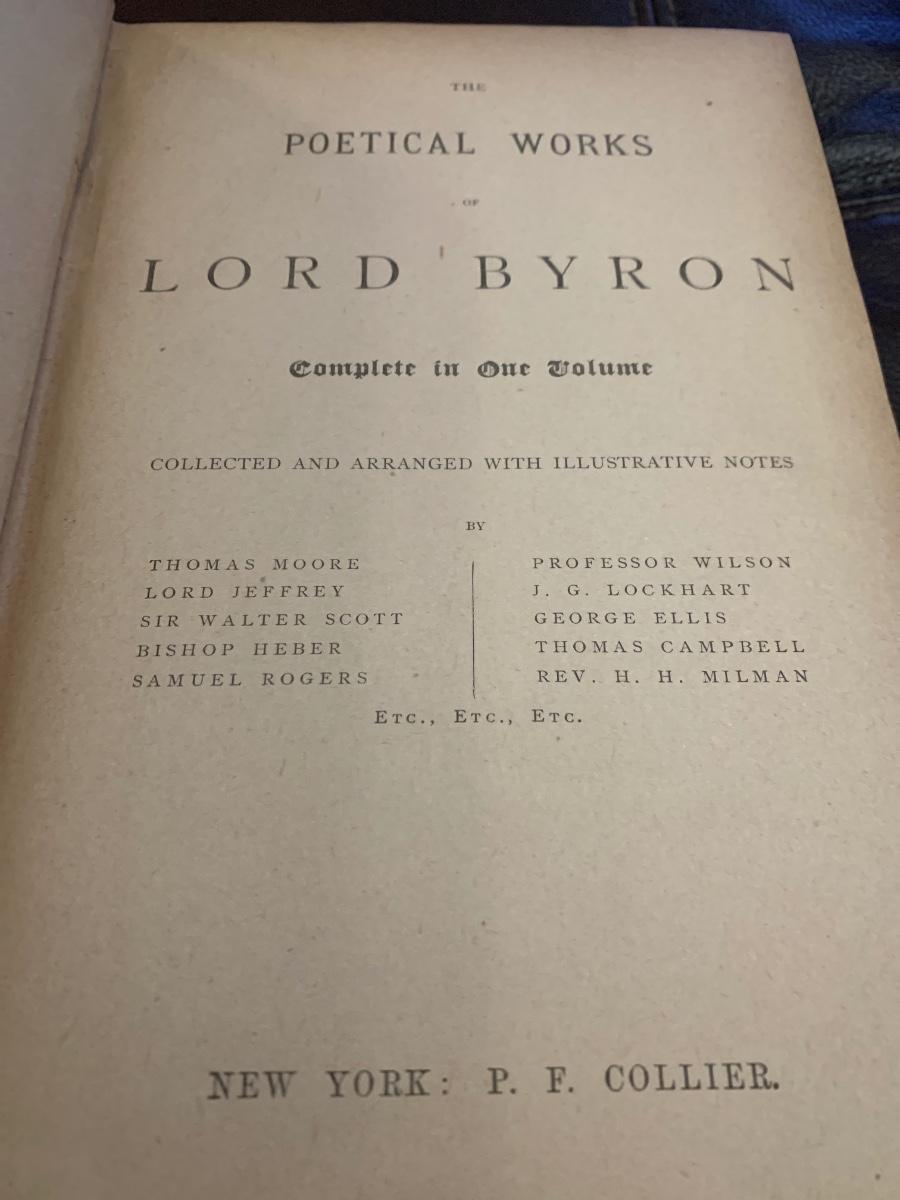 THE
POETICAL WORKS
OF
LORD BYRON
Complete in One Volume
COLLECTED AND ARRANGED WITH ILLUSTRATIVE NOTES
BY
THOMAS MOORE
LORD JEFFREY
SIR WALTER SCOTT
BISHOP HEBER
SAMUEL ROGERS
PROFESSOR WILSON
J. G. LOCKHART
GEORGE ELLIS
THOMAS CAMPBELL
REV. H. H. MILMAN
ETC., ETC., ETC.
NEW YORK: P. F. COLLIER.